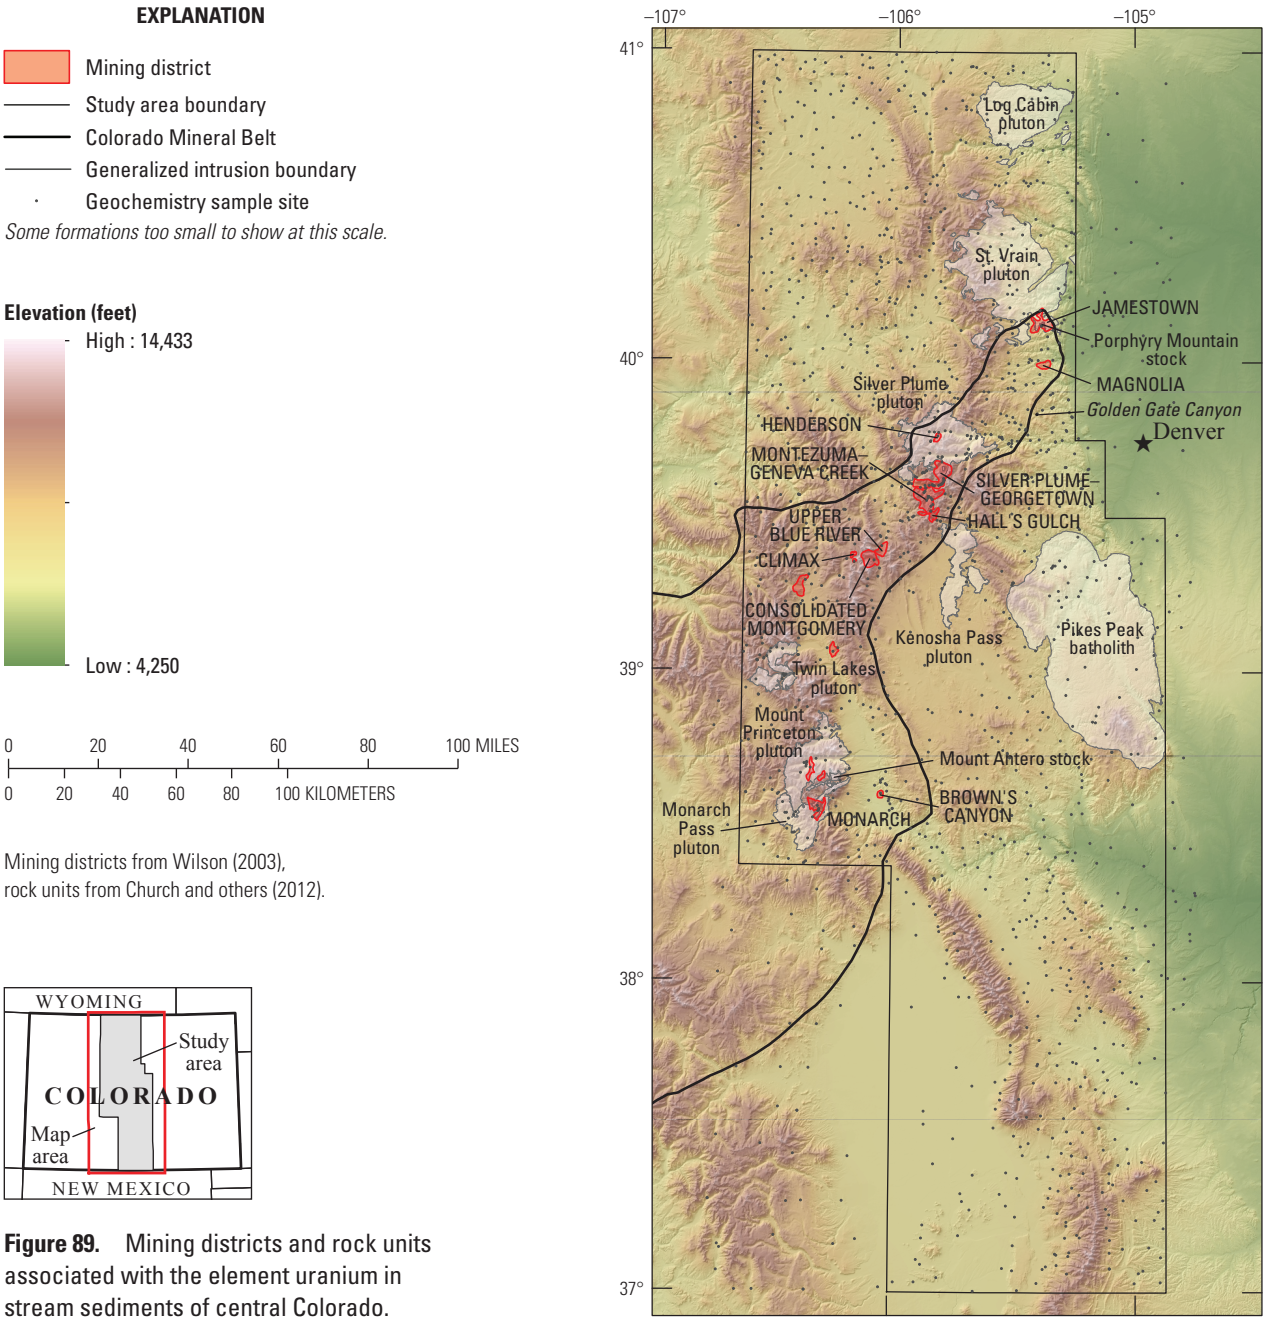 EXPLANATION
Mining district
Study area boundary
Colorado Mineral Belt
Generalized intrusion boundary
Geochemistry sample site
Some formations too small to show at this scale.
Elevation (feet)
High : 14,433
Low : 4,250
0 20 40 60 80 100 MILES
0 20 40 60 80 100 KILOMETERS
Mining districts from Wilson (2003),
rock units from Church and others (2012).
WYOMING
Study
area
COLORADO
Map
area
NEW MEXICO
Figure 89. Mining districts and rock units
associated with the element uranium in
stream sediments of central Colorado.
–107° –106° –105°
41°
40°
39°
38°
37°
Log Cabin
pluton
St. Vrain
pluton
JAMESTOWN
Porphyry Mountain
stock
MAGNOLIA
Golden Gate Canyon
Denver
Silver Plume
pluton
HENDERSON
MONTEZUMA–
GENEVA CREEK
SILVER PLUME–
GEORGETOWN
HALL'S GULCH
UPPER
BLUE RIVER
CLIMAX
CONSOLIDATED
MONTGOMERY
Kenosha Pass
pluton
Pikes Peak
batholith
Twin Lakes
pluton
Mount
Princeton
pluton
Mount Antero stock
BROWN'S
CANYON
MONARCH
Monarch
Pass
pluton